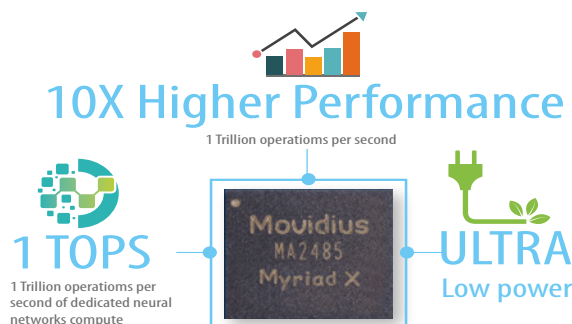 10X Higher Performance
1 Trillion operatioms per second
Movidius
MA2485
Myriad X
1 TOPS
1 Trillion operatioms per
second of dedicated neural
networks compute
ULTRA
Low power